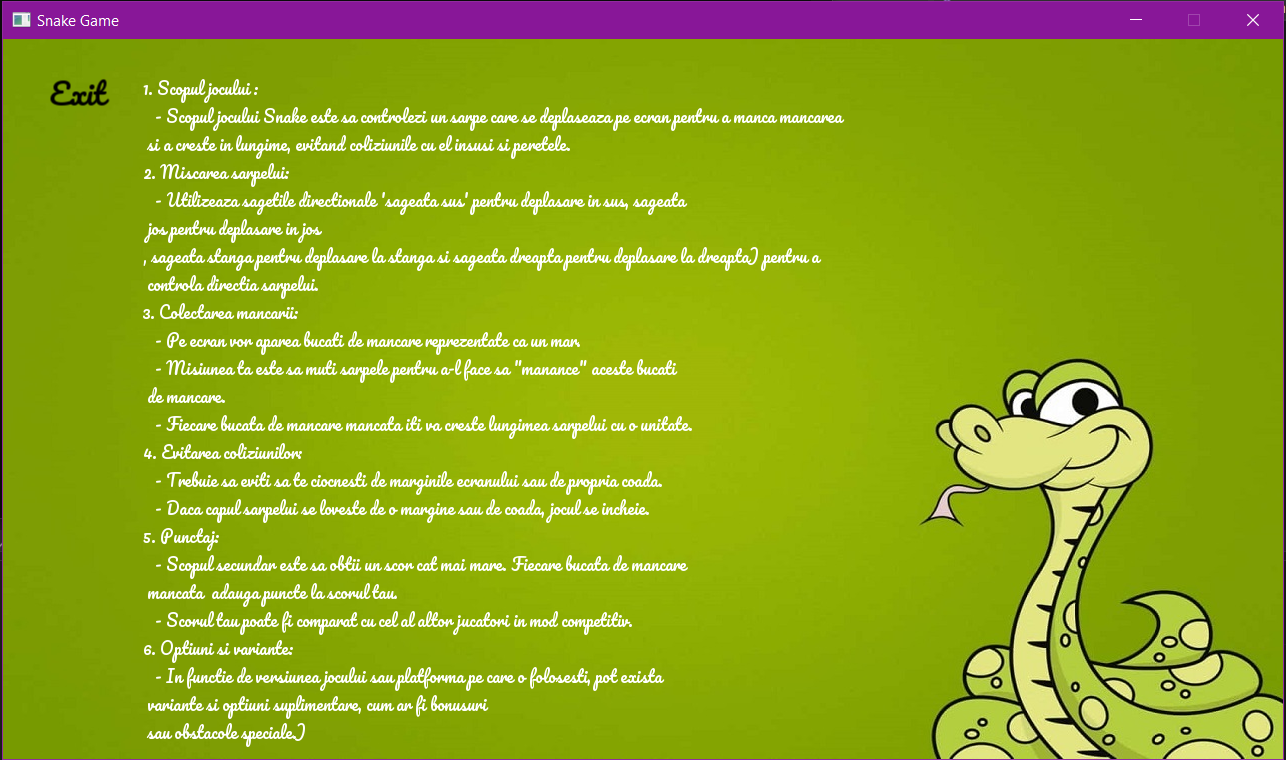 Snake Game
Exit
1. Scopul jocului :
- Scopul jocului Snake este sa controlezi un sarpe care se deplaseaza pe ecran pentru a manca mancarea
si a creste in lungime, evitand coliziunile cu el insusi si peretele.
2. Miscarea sarpelui:
- Utilizeaza sagetile directionale 'sageata sus' pentru deplasare in sus, sageata
jos pentru deplasare in jos
, sageata stanga pentru deplasare la stanga si sageata dreapta pentru deplasare la dreapta) pentru a
controla directia sarpelui.
3. Colectarea mancarii:
- Pe ecran vor aparea bucati de mancare reprezentate ca un mar.
- Misiunea ta este sa muti sarpele pentru a-l face sa "manance" aceste bucati
de mancare.
- Fiecare bucata de mancare mancata iti va creste lungimea sarpelui cu o unitate.
4. Evitarea coliziunilor:
- Trebuie sa eviti sa te ciocnesti de marginile ecranului sau de propria coada.
- Daca capul sarpelui se loveste de o margine sau de coada, jocul se incheie.
5. Punctaj:
- Scopul secundar este sa obtii un scor cat mai mare. Fiecare bucata de mancare
mancata  adauga puncte la scorul tau.
- Scorul tau poate fi comparat cu cel al altor jucatori in mod competitiv.
6. Optiuni si variante:
- In functie de versiunea jocului sau platforma pe care o folosesti, pot exista
variante si optiuni suplimentare, cum ar fi bonusuri
sau obstacole speciale.)